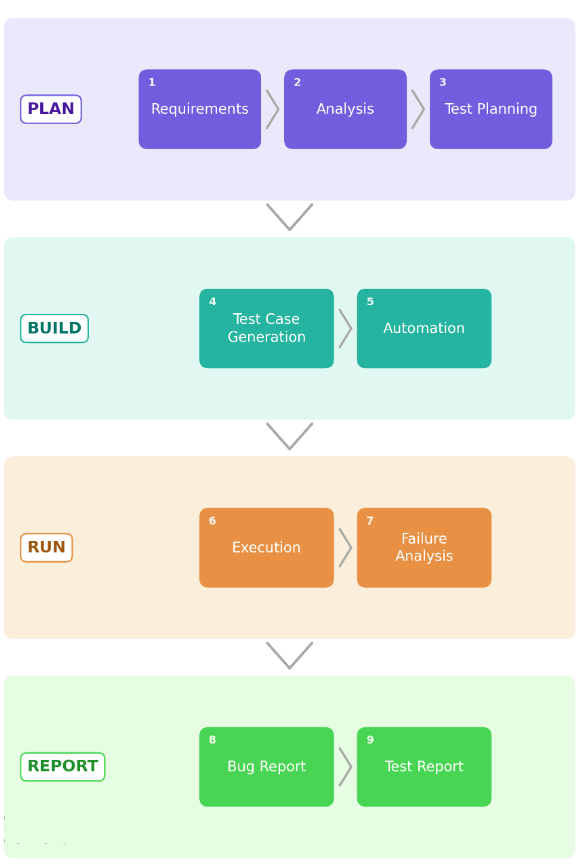 PLAN
1
Requirements
2
Analysis
3
Test Planning
BUILD
4
Test Case
Generation
5
Automation
RUN
6
Execution
7
Failure
Analysis
REPORT
8
Bug Report
9
Test Report